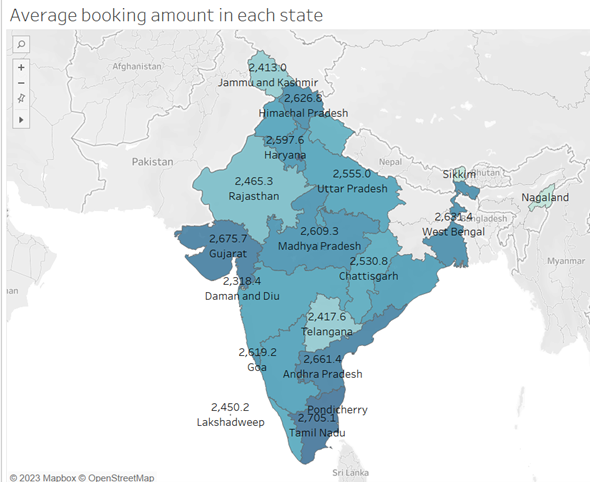 Average booking amount in each state
Afghanistan
2,413.0
Jammu and Kashmir
2,626.8
Himachal Pradesh
2,597.6
Haryana
Pakistan
Nepal
2,555.0
Uttar Pradesh
Sikkim
Bhutan
2,465.3
Rajasthan
Nagaland
2,631.4
Bangladesh
West Bengal
2,609.3
Madhya Pradesh
2,675.7
Gujarat
2,530.8
Chattisgarh
Myanmar
2,318.4
Daman and Diu
2,417.6
Telangana
2,619.2
Goa
2,661.4
Andhra Pradesh
Pondicherry
2,450.2
Lakshadweep
2,705.1
Tamil Nadu
Sri Lanka
© 2023 Mapbox © OpenStreetMap